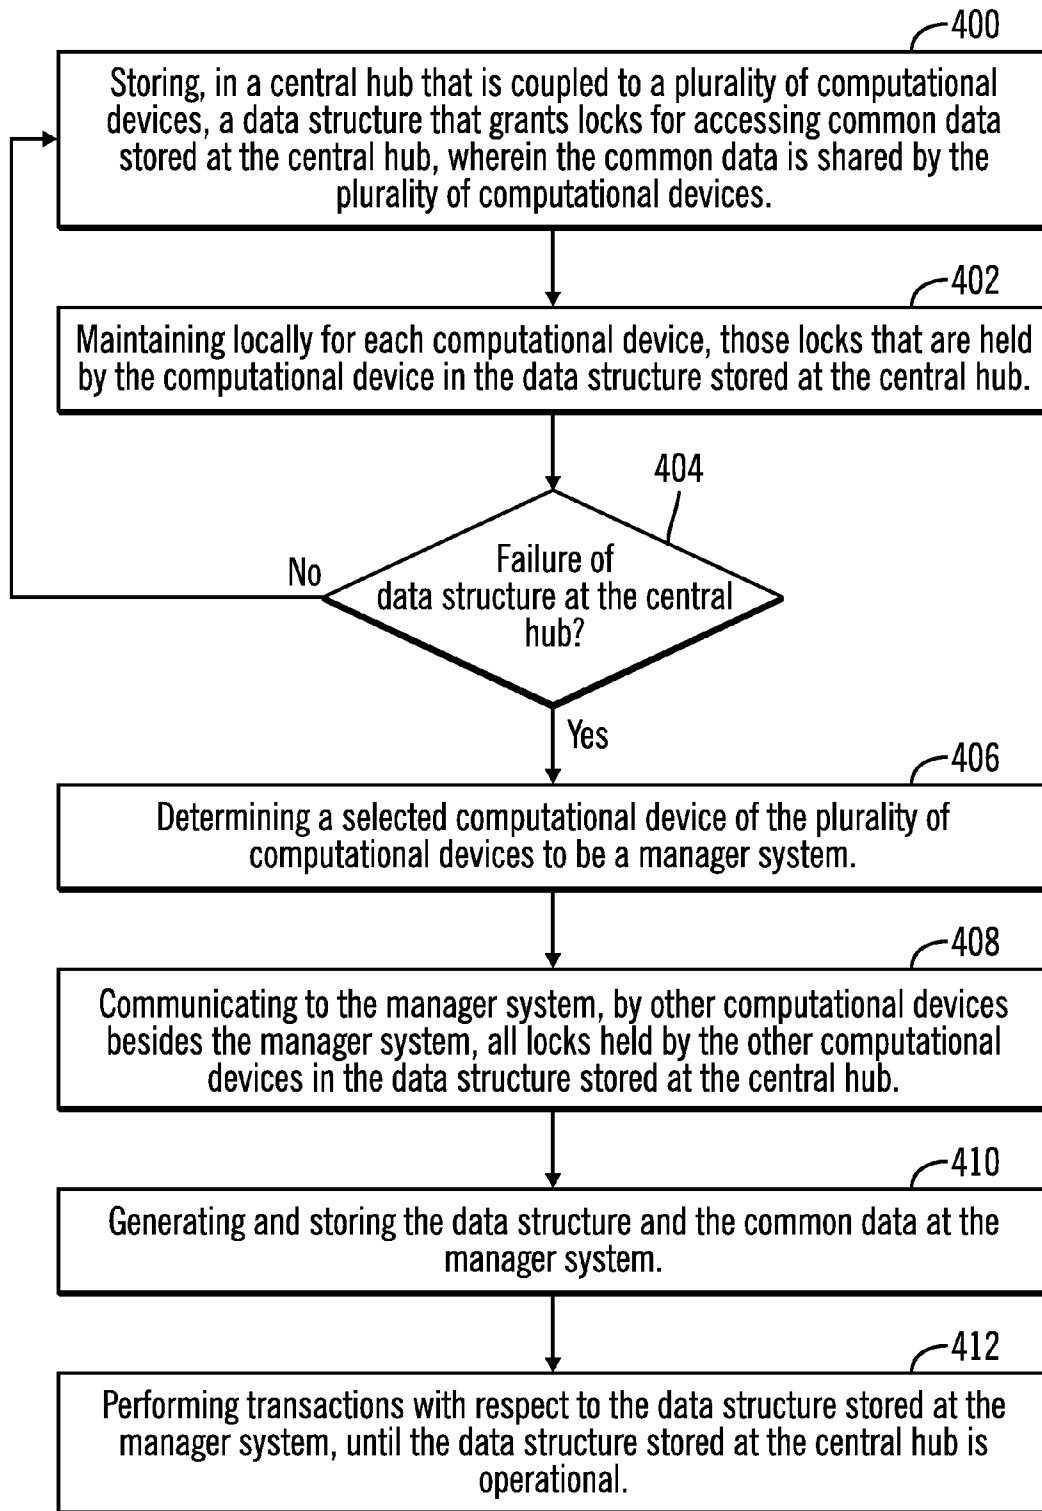 400
Storing, in a central hub that is coupled to a plurality of computational
devices, a data structure that grants locks for accessing common data
stored at the central hub, wherein the common data is shared by the
plurality of computational devices.
402
Maintaining locally for each computational device, those locks that are held
by the computational device in the data structure stored at the central hub.
404
Failure of
data structure at the central
hub?
No
Yes
406
Determining a selected computational device of the plurality of
computational devices to be a manager system.
408
Communicating to the manager system, by other computational devices
besides the manager system, all locks held by the other computational
devices in the data structure stored at the central hub.
410
Generating and storing the data structure and the common data at the
manager system.
412
Performing transactions with respect to the data structure stored at the
manager system, until the data structure stored at the central hub is
operational.